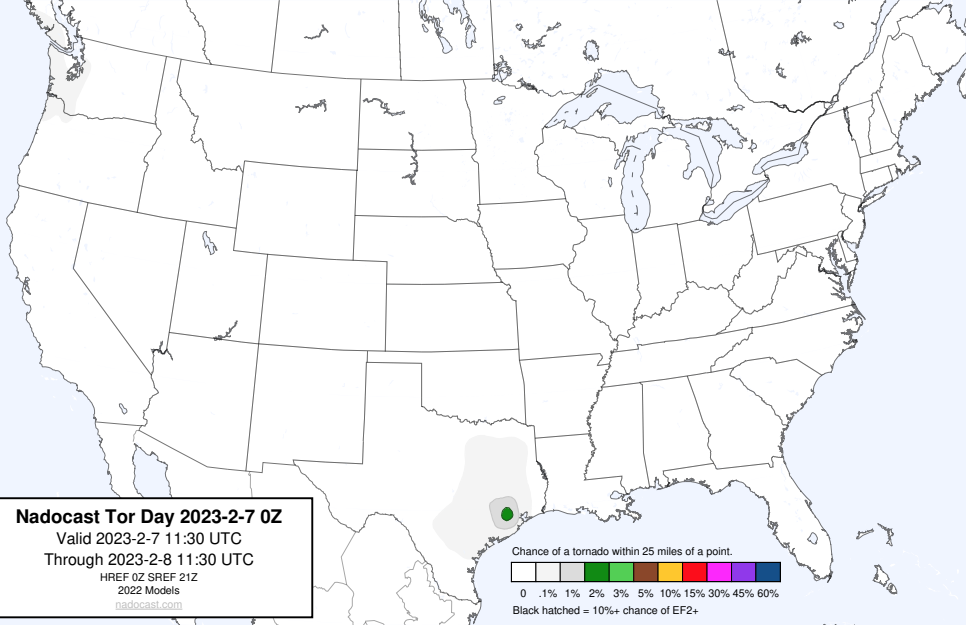 Nadocast Tor Day 2023-2-7 0Z
Valid 2023-2-7 11:30 UTC
Through 2023-2-8 11:30 UTC
HREF 0Z SREF 21Z
2022 Models
nadocast.com
Chance of a tornado within 25 miles of a point.
0 .1% 1% 2% 3% 5% 10% 15% 30% 45% 60%
Black hatched = 10%+ chance of EF2+